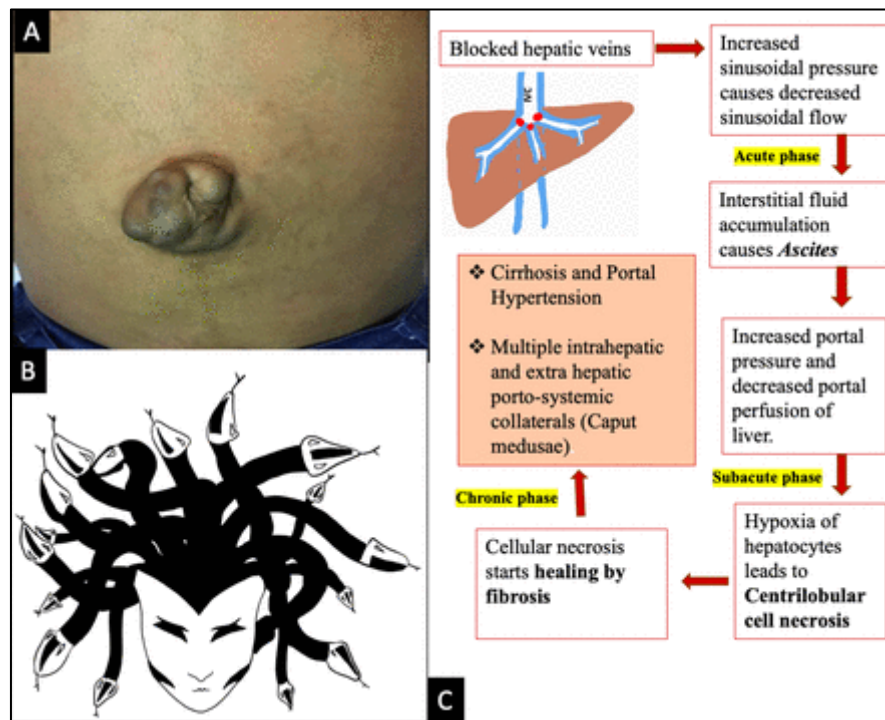 A
B
C
Blocked hepatic veins
IVC
Increased
sinusoidal pressure
causes decreased
sinusoidal flow
Acute phase
Interstitial fluid
accumulation
causes Ascites
Increased portal
pressure and
decreased portal
perfusion of
liver.
Subacute phase
Hypoxia of
hepatocytes
leads to
Centrilobular
cell necrosis
Cellular necrosis
starts healing by
fibrosis
Chronic phase
❖ Cirrhosis and Portal
Hypertension
❖ Multiple intrahepatic
and extra hepatic
porto-systemic
collaterals (Caput
medusae)